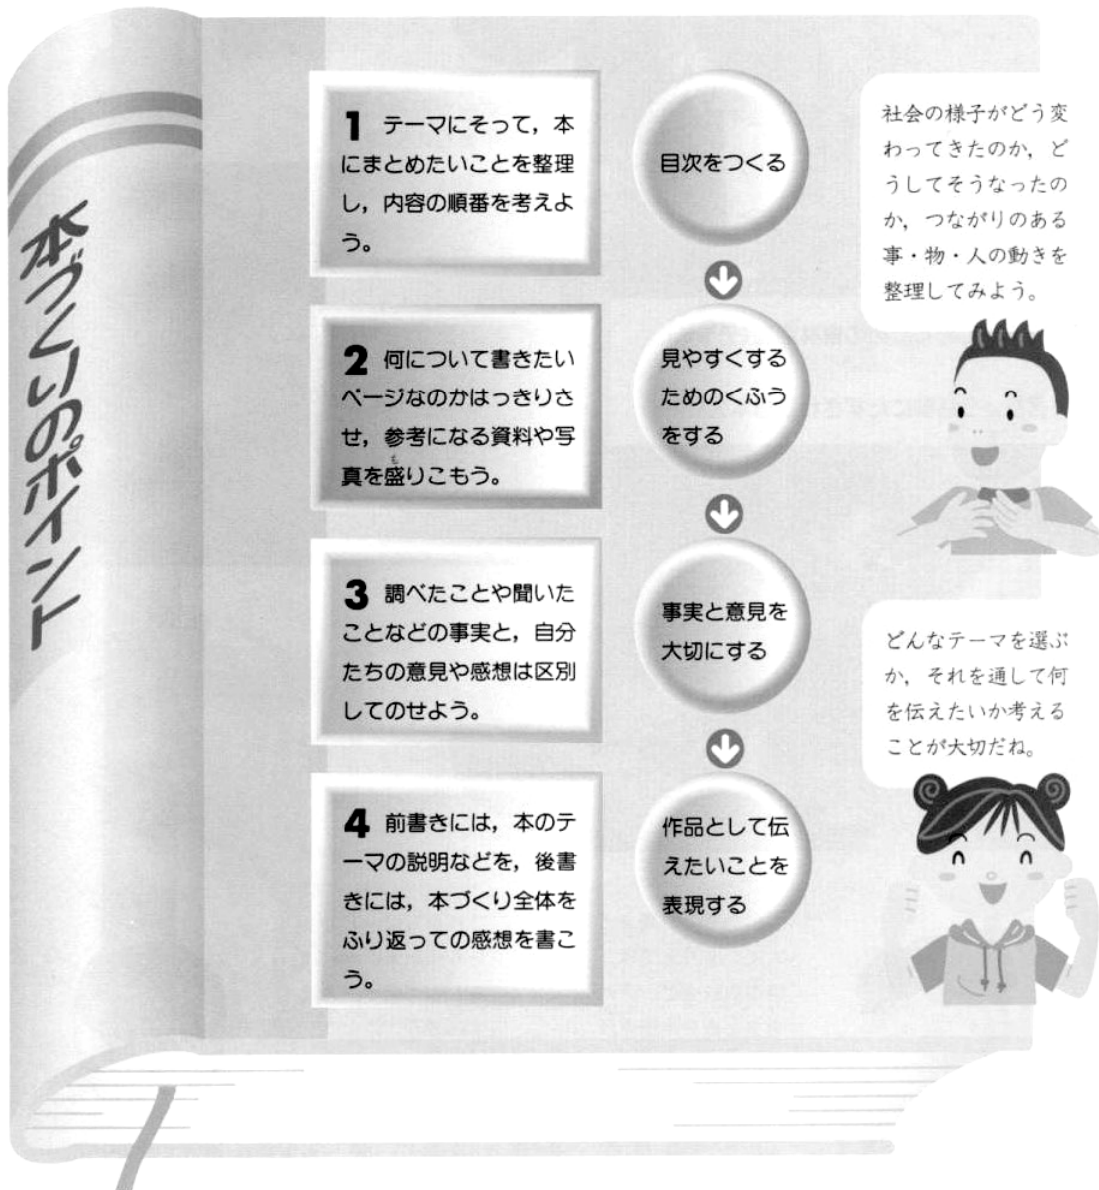 本づくりのポイント
1 テーマにそって，本
にまとめたいことを整理
し，内容の順番を考えよ
う。
目次をつくる
2 何について書きたい
ページなのかはっきりさ
せ，参考になる資料や写
真を盛りこもう。
見やすくする
ためのくふう
をする
3 調べたことや聞いた
ことなどの事実と，自分
たちの意見や感想は区別
してのせよう。
事実と意見を
大切にする
4 前書きには，本のテ
ーマの説明などを，後書
きには，本づくり全体を
ふり返っての感想を書こ
う。
作品として伝
えたいことを
表現する
社会の様子がどう変
わってきたのか，ど
うしてそうなったの
か，つながりのある
事・物・人の動きを
整理してみよう。
どんなテーマを選ぶ
か，それを通して何
を伝えたいか考える
ことが大切だね。